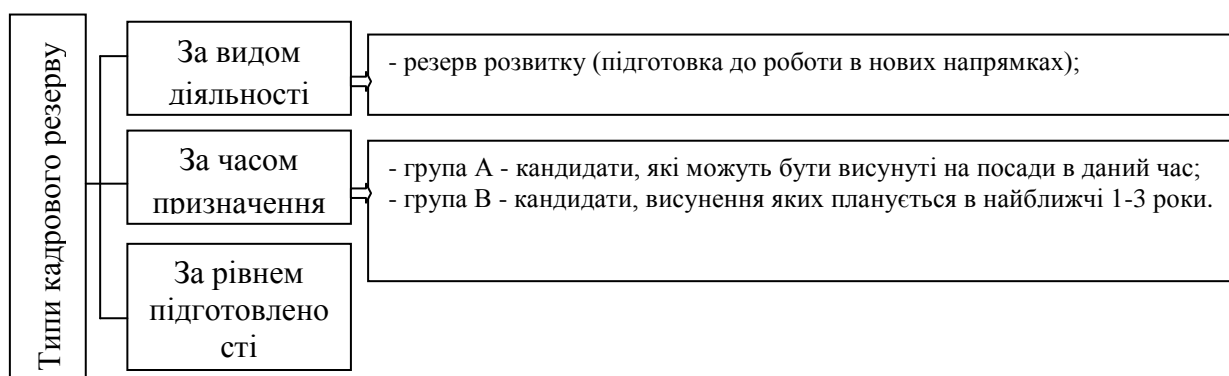 Типи кадрового резерву
За видом
діяльності
- резерв розвитку (підготовка до роботи в нових напрямках);
За часом
призначення
- група А - кандидати, які можуть бути висунуті на посади в даний час;
- група В - кандидати, висунення яких планується в найближчі 1-3 роки.
За рівнем
підготовлено
сті